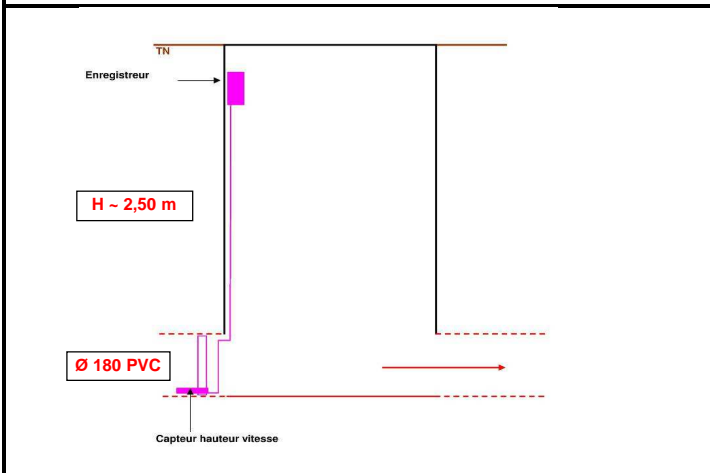 TN
Enregistreur
H ~ 2,50 m
Ø 180 PVC
Capteur hauteur vitesse